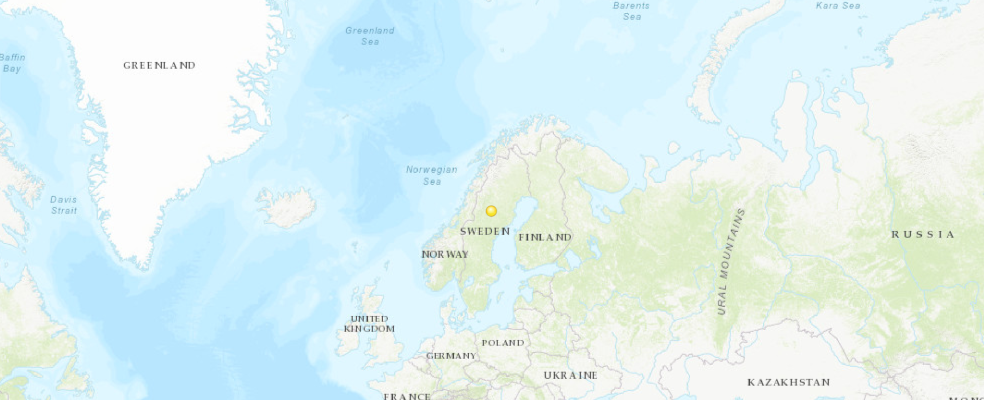 Barents
Sea
Kara Sea
Greenland
Sea
Baffin
Bay
GREENLAND
Norwegian
Sea
Davis
Strait
SWEDEN
FINLAND
NORWAY
RUSSIA
URAL MOUNTAINS
UNITED
KINGDOM
POLAND
GERMANY
UKRAINE
KAZAKHSTAN
FRANCE